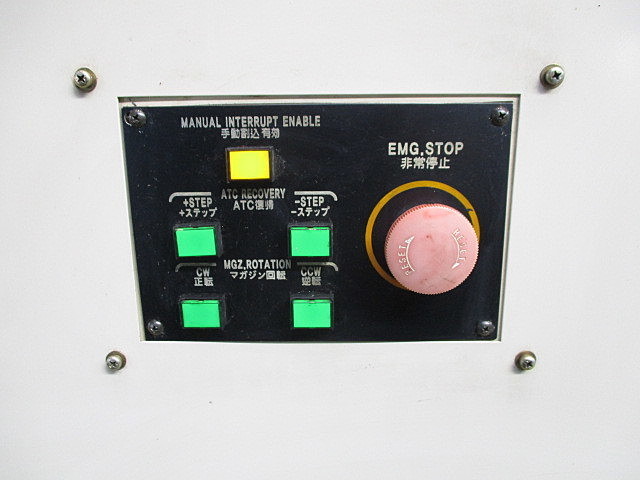 MANUAL INTERRUPT ENABLE
手動割込有効
EMG,STOP
非常停止
+STEP
+ステップ
ATC RECOVERY
ATC復帰
-STEP
-ステップ
CW
正転
MGZ,ROTATION
マガジン回転
CCW
逆転
RESET
RESET